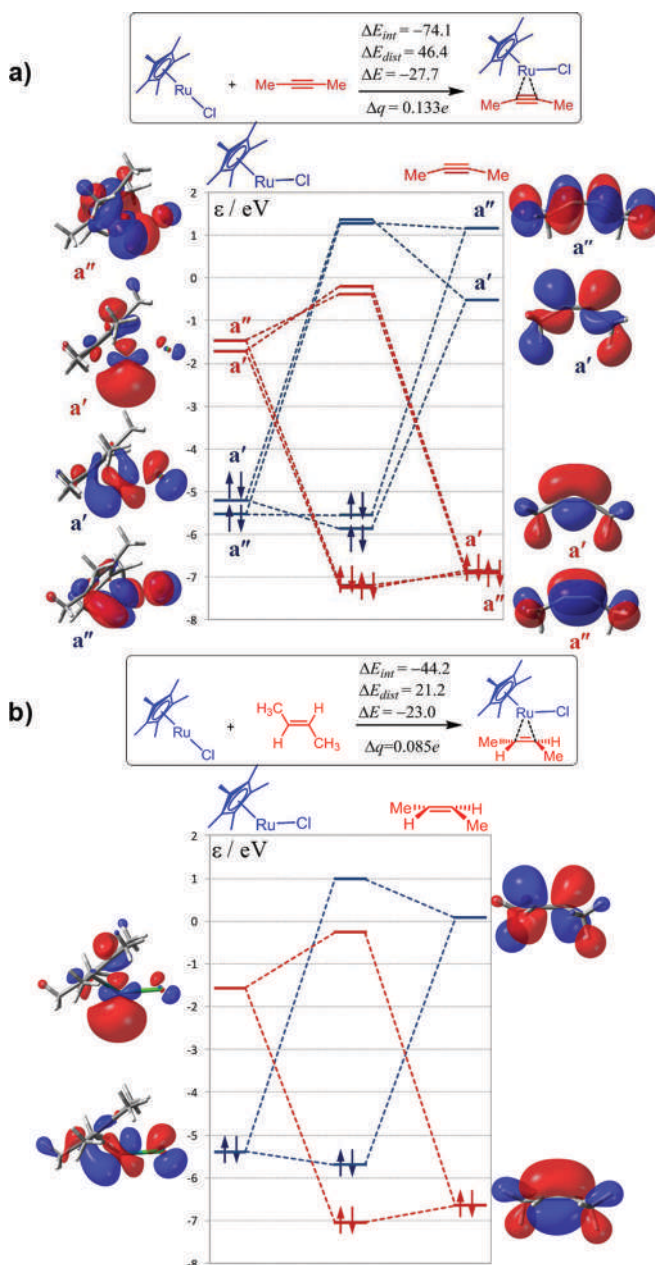 a)
ΔE_int = −74.1
ΔE_dist = 46.4
ΔE = −27.7
Δq = 0.133e
Ru
Cl
+
Me
Me
Ru
Cl
Me
Me
Ru
Cl
Me
Me
ε / eV
2
1
0
-1
-2
-3
-4
-5
-6
-7
-8
a″
a′
a′
a″
a″
a′
a′
a″
a″
a′
a′
a″
a″
a′
a′
a″
b)
ΔE_int = −44.2
ΔE_dist = 21.2
ΔE = −23.0
Δq=0.085e
Ru
Cl
+
H3C
H
H
CH3
Ru
Cl
Me
H
H
Me
Ru
Cl
Me
H
H
Me
ε / eV
2
1
0
-1
-2
-3
-4
-5
-6
-7
-8